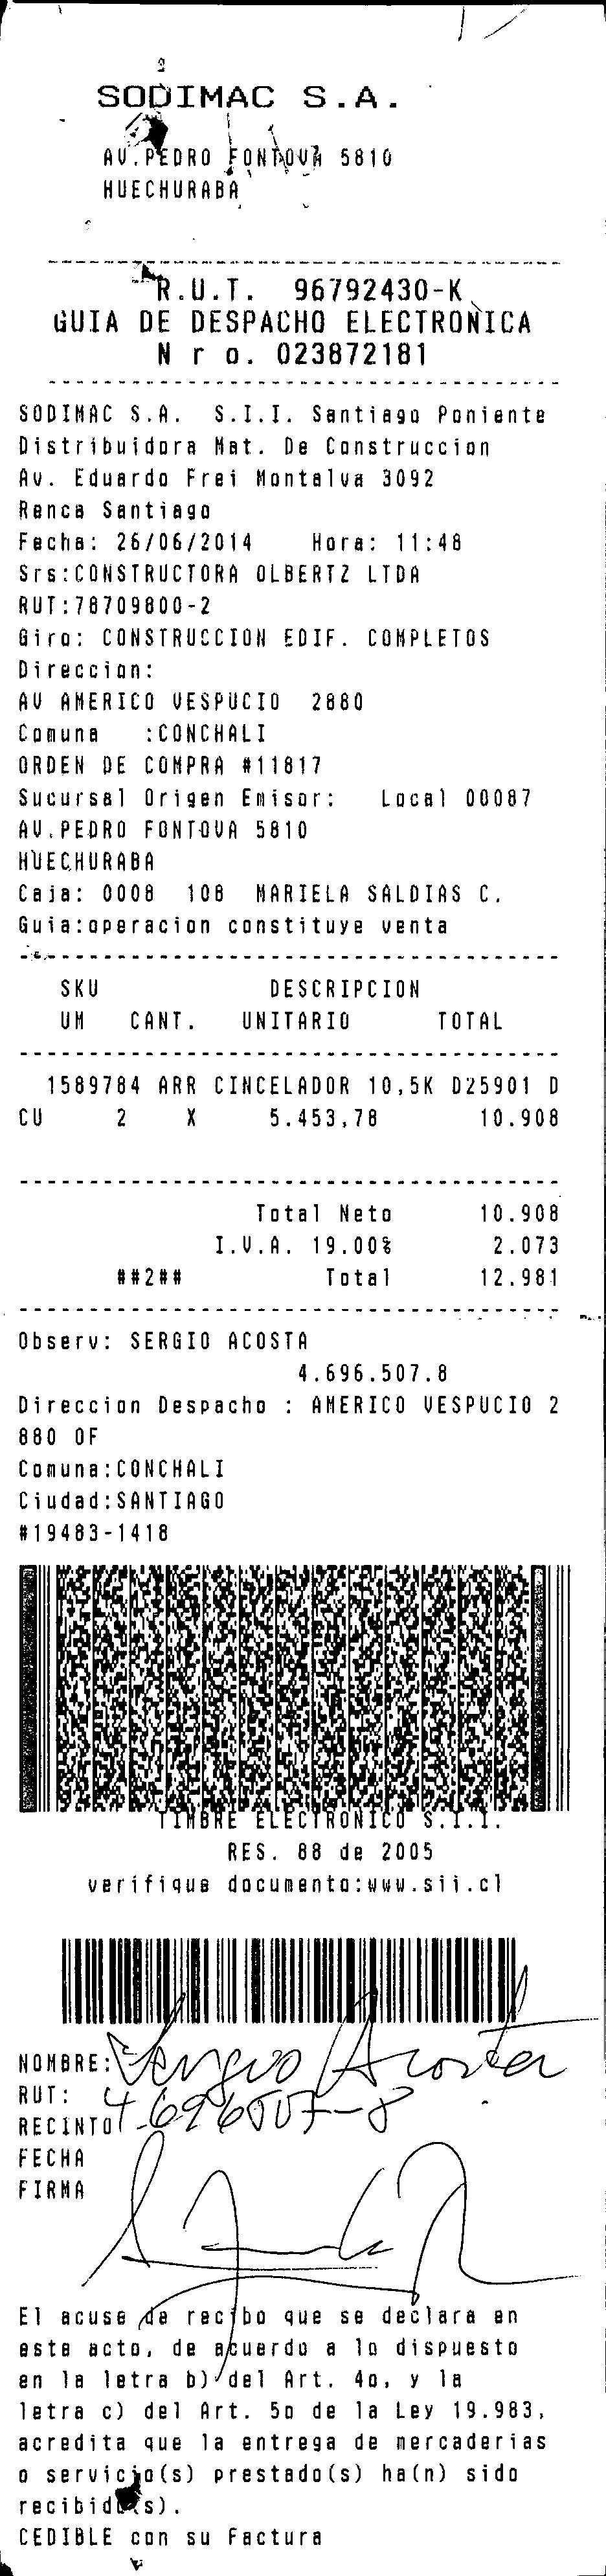 SODIMAC S.A.
AV.PEDRO FONTOVA 5810
HUECHURABA
R.U.T. 96792430-K
GUIA DE DESPACHO ELECTRONICA
N r o. 023872181
SODIMAC S.A. S.I.I. Santiago Poniente
Distribuidora Mat. De Construccion
Av. Eduardo Frei Montalva 3092
Renca Santiago
Fecha: 26/06/2014 Hora: 11:48
Srs:CONSTRUCTORA OLBERTZ LTDA
RUT:78709800-2
Giro: CONSTRUCCION EDIF. COMPLETOS
Direccion:
AV AMERICO VESPUCIO 2880
Comuna :CONCHALI
ORDEN DE COMPRA #11817
Sucursal Origen Emisor: Local 00087
AV.PEDRO FONTOVA 5810
HUECHURABA
Caja: 0008 108 MARIELA SALDIAS C.
Guia:operacion constituye venta
SKU DESCRIPCION
UM CANT. UNITARIO TOTAL
1589784 ARR CINCELADOR 10,5K D25901 D
CU 2 X 5.453,78 10.908
Total Neto 10.908
I.V.A. 19.00% 2.073
##2## Total 12.981
Observ: SERGIO ACOSTA
4.696.507.8
Direccion Despacho : AMERICO VESPUCIO 2
880 OF
Comuna:CONCHALI
Ciudad:SANTIAGO
#19483-1418
TIMBRE ELECTRONICO S.I.I.
RES. 88 de 2005
verifique documento:www.sii.cl
NOMBRE: Sergio Acosta
RUT: 4.696507-8
RECINTO
FECHA
FIRMA
El acuse de recibo que se declara en
este acto, de acuerdo a lo dispuesto
en la letra b) del Art. 4o, y la
letra c) del Art. 5o de la Ley 19.983,
acredita que la entrega de mercaderias
o servicio(s) prestado(s) ha(n) sido
recibido(s).
CEDIBLE con su Factura